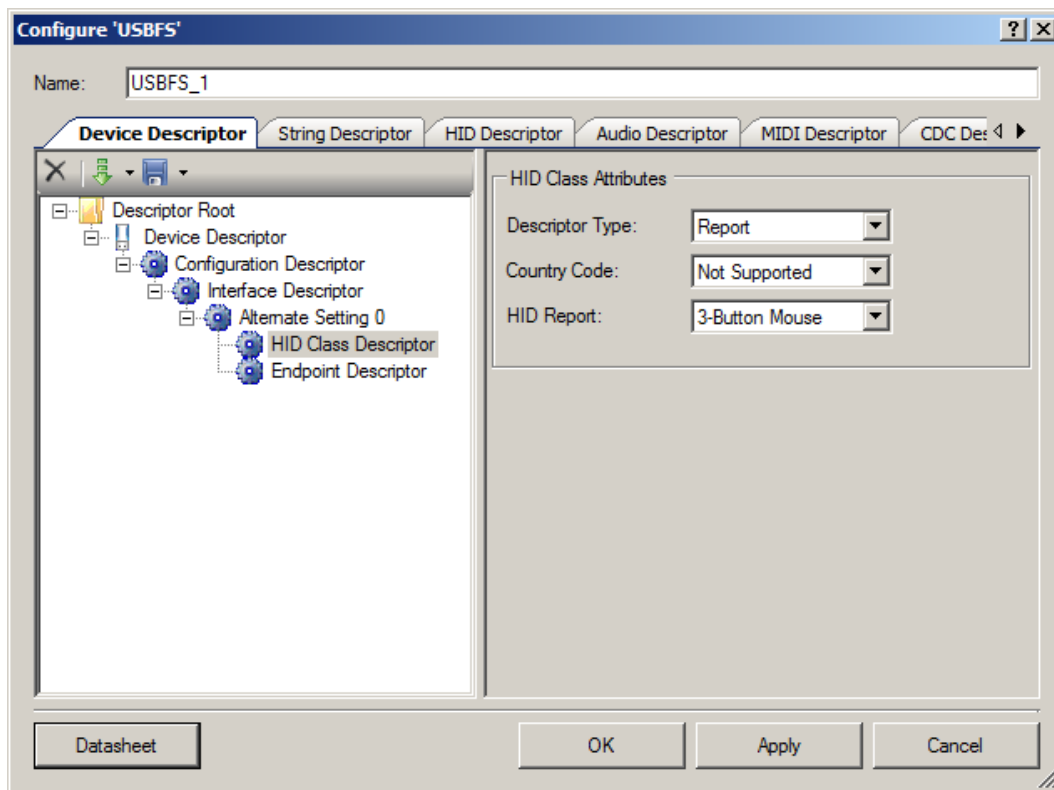 Configure 'USBFS'
Name: USBFS_1
Device Descriptor String Descriptor HID Descriptor Audio Descriptor MIDI Descriptor CDC Des
Descriptor Root
Device Descriptor
Configuration Descriptor
Interface Descriptor
Alternate Setting 0
HID Class Descriptor
Endpoint Descriptor
HID Class Attributes
Descriptor Type: Report
Country Code: Not Supported
HID Report: 3-Button Mouse
Datasheet OK Apply Cancel